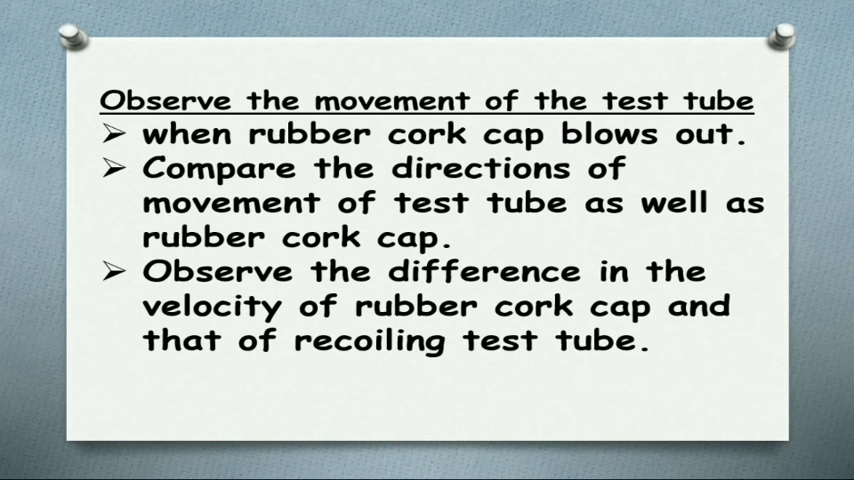 Observe the movement of the test tube
➢ when rubber cork cap blows out.
➢ Compare the directions of
movement of test tube as well as
rubber cork cap.
➢ Observe the difference in the
velocity of rubber cork cap and
that of recoiling test tube.